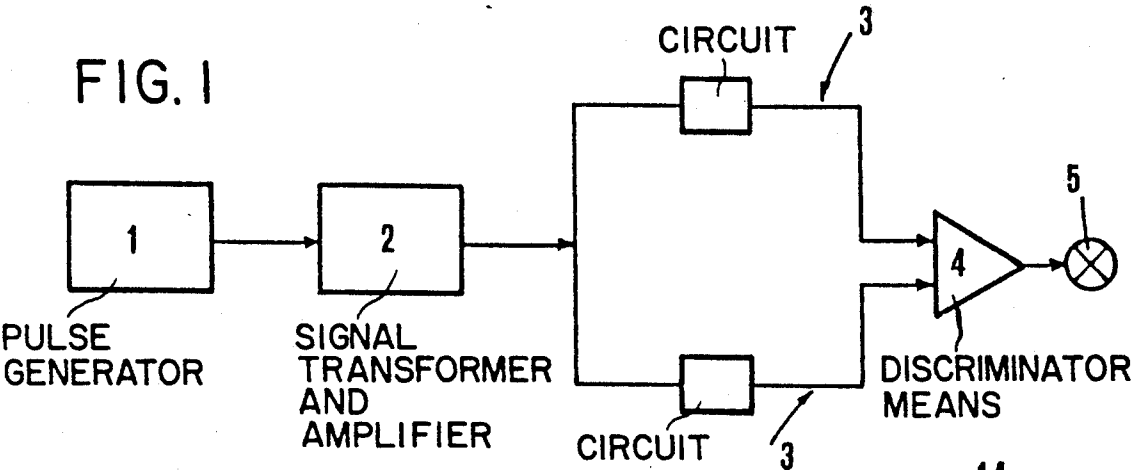 FIG. 1
CIRCUIT
3
1
2
4
5
PULSE
GENERATOR
SIGNAL
TRANSFORMER
AND
AMPLIFIER
CIRCUIT
3
DISCRIMINATOR
MEANS